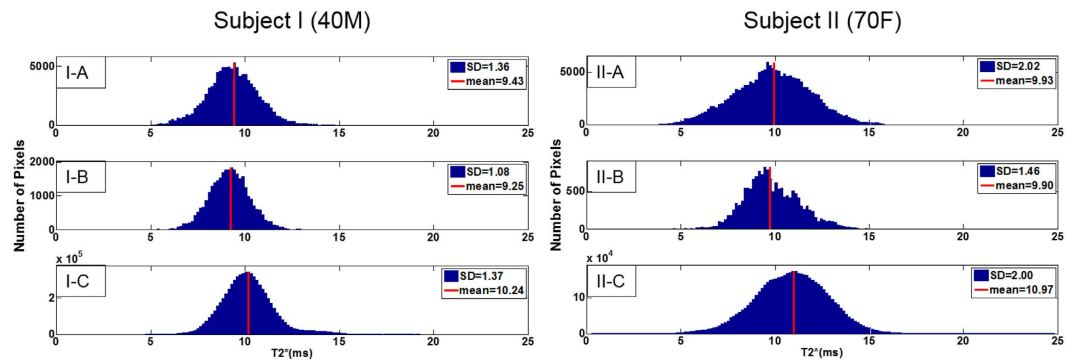 Subject I (40M)
Subject II (70F)
I-A
SD=1.36
mean=9.43
5000
0
0 5 10 15 20 25
I-B
SD=1.08
mean=9.25
2000
1000
0
0 5 10 15 20 25
x 10^5
I-C
SD=1.37
mean=10.24
2
0
0 5 10 15 20 25
T2*(ms)
Number of Pixels
II-A
SD=2.02
mean=9.93
5000
0
0 5 10 15 20 25
II-B
SD=1.46
mean=9.90
500
0
0 5 10 15 20 25
x 10^4
II-C
SD=2.00
mean=10.97
10
0
0 5 10 15 20 25
T2*(ms)
Number of Pixels